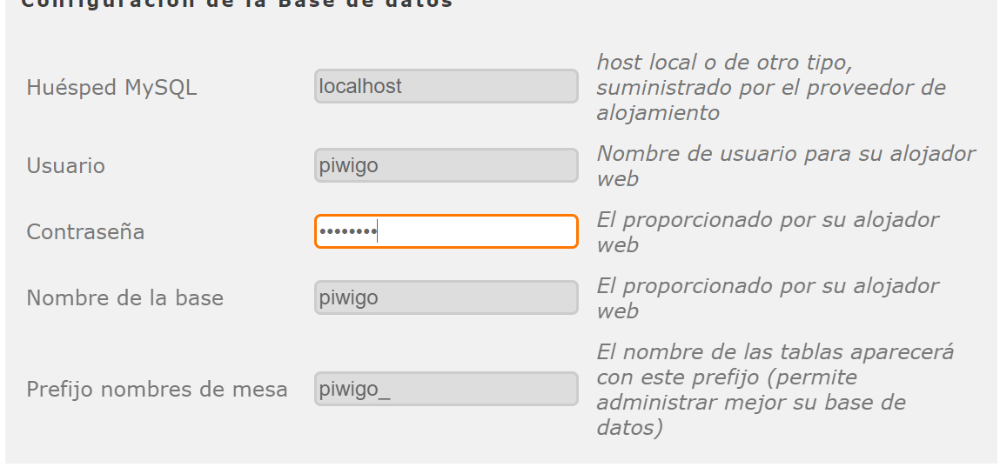 Configuración de la Base de datos
Huésped MySQL
localhost
host local o de otro tipo,
suministrado por el proveedor de
alojamiento
Usuario
piwigo
Nombre de usuario para su alojador
web
Contraseña
••••••••
El proporcionado por su alojador
web
Nombre de la base
piwigo
El proporcionado por su alojador
web
Prefijo nombres de mesa
piwigo_
El nombre de las tablas aparecerá
con este prefijo (permite
administrar mejor su base de
datos)